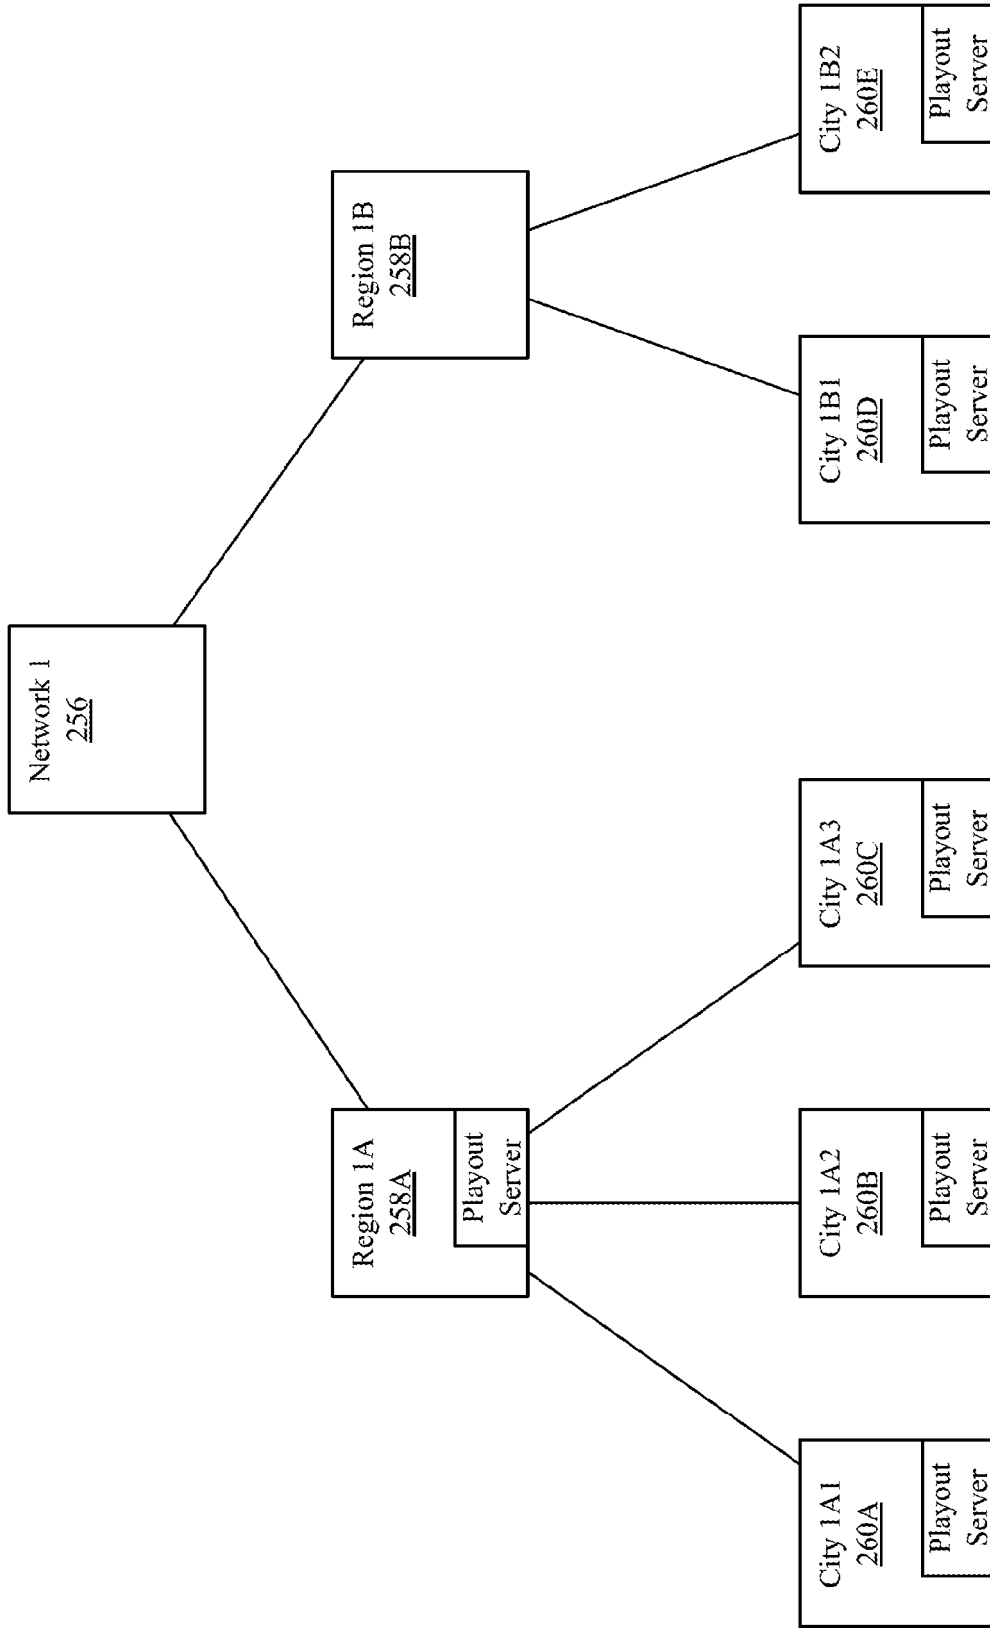 Network 1
256
Region 1A
258A
Playout
Server
Region 1B
258B
City 1A1
260A
Playout
Server
City 1A2
260B
Playout
Server
City 1A3
260C
Playout
Server
City 1B1
260D
Playout
Server
City 1B2
260E
Playout
Server